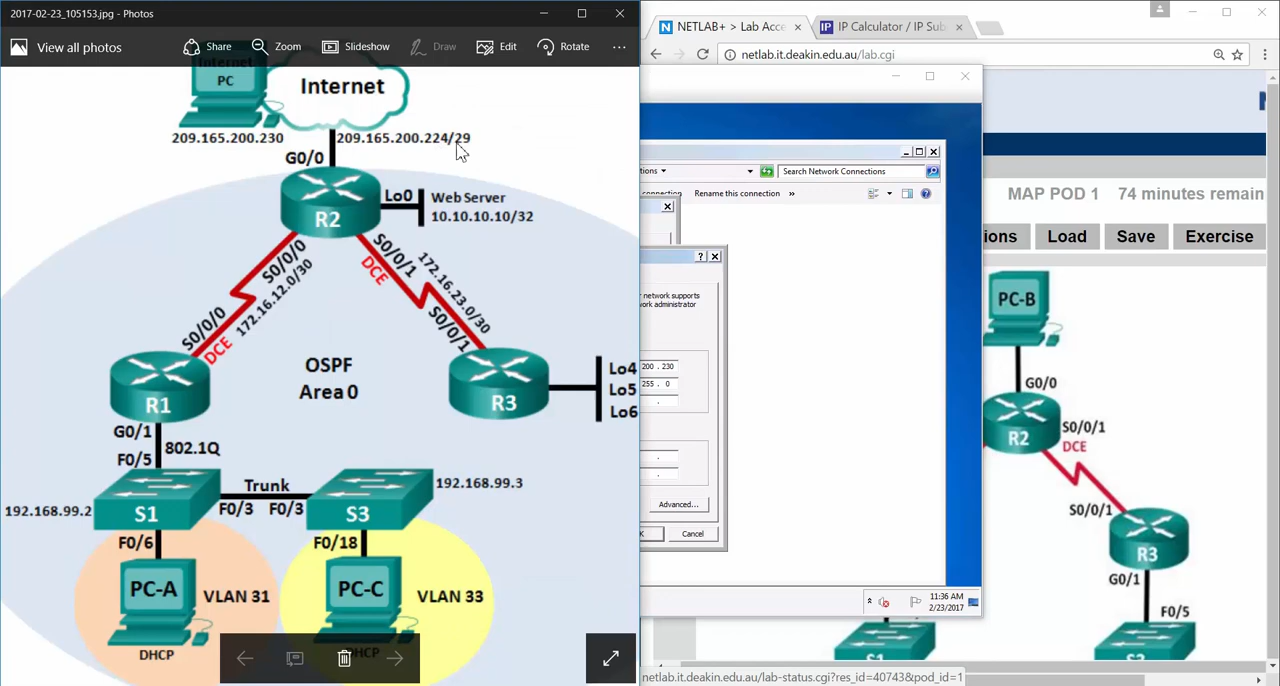 2017-02-23_105153.jpg - Photos
View all photos
Share
Zoom
Slideshow
Draw
Edit
Rotate
Internet
PC
Internet
209.165.200.230
209.165.200.224/29
G0/0
R2
Lo0
Web Server
10.10.10.10/32
S0/0/0
172.16.12.0/30
S0/0/1
DCE
172.16.23.0/30
S0/0/0
DCE
S0/0/1
OSPF
Area 0
R1
R3
Lo4
Lo5
Lo6
G0/1
802.1Q
F0/5
Trunk
192.168.99.3
192.168.99.2
S1
F0/3
F0/3
S3
F0/6
F0/18
PC-A
VLAN 31
PC-C
VLAN 33
DHCP
DHCP
NETLAB+ > Lab Acce
IP
IP Calculator / IP Sub
netlab.it.deakin.edu.au/lab.cgi
tions
Search Network Connections
connection
Rename this connection
»
r network supports
work administrator
200 . 230
255 . 0
Advanced...
K
Cancel
11:36 AM
2/23/2017
MAP POD 1
74 minutes remain
ions
Load
Save
Exercise
PC-B
G0/0
R2
S0/0/1
DCE
S0/0/1
R3
G0/1
F0/5
netlab.it.deakin.edu.au/lab-status.cgi?res_id=40743&pod_id=1